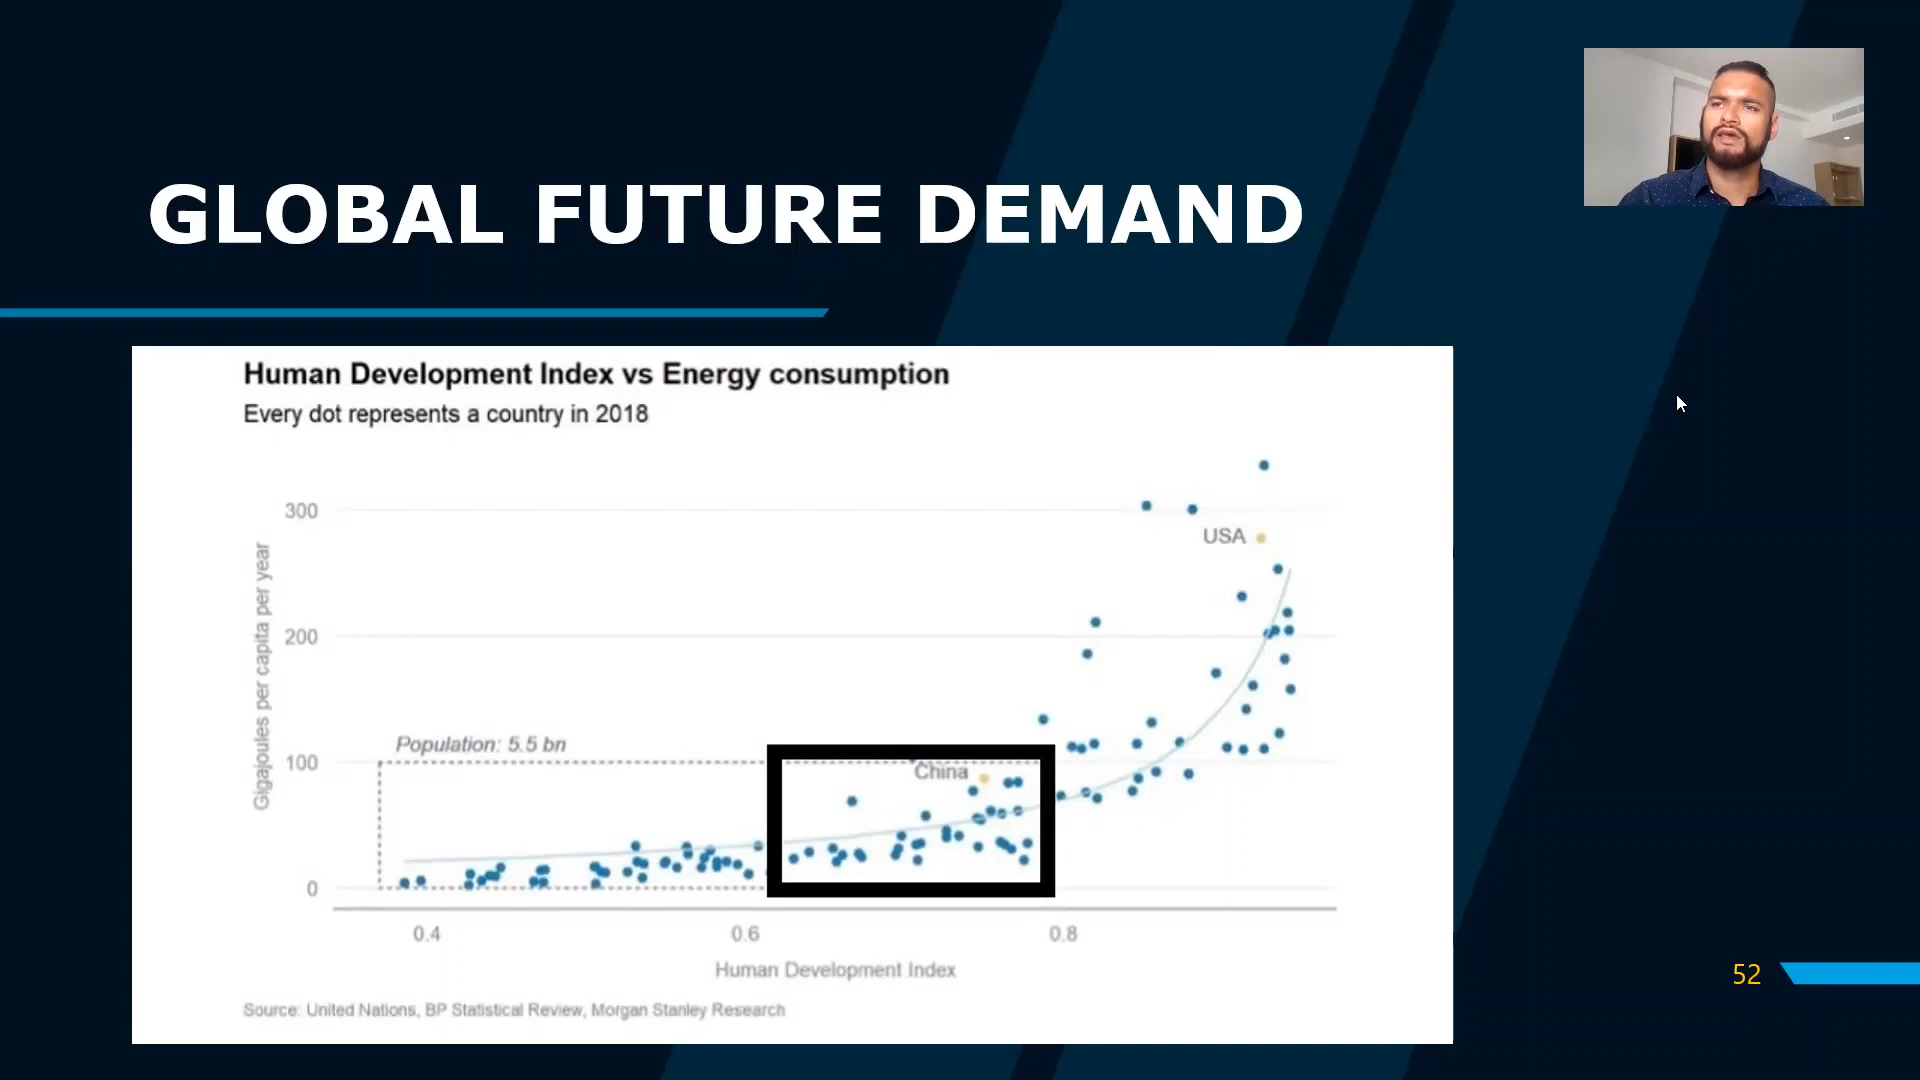 GLOBAL FUTURE DEMAND
Human Development Index vs Energy consumption
Every dot represents a country in 2018
Gigajoules per capita per year
300
USA
200
Population: 5.5 bn
100
China
0
0.4 0.6 0.8
Human Development Index
Source: United Nations, BP Statistical Review, Morgan Stanley Research
52